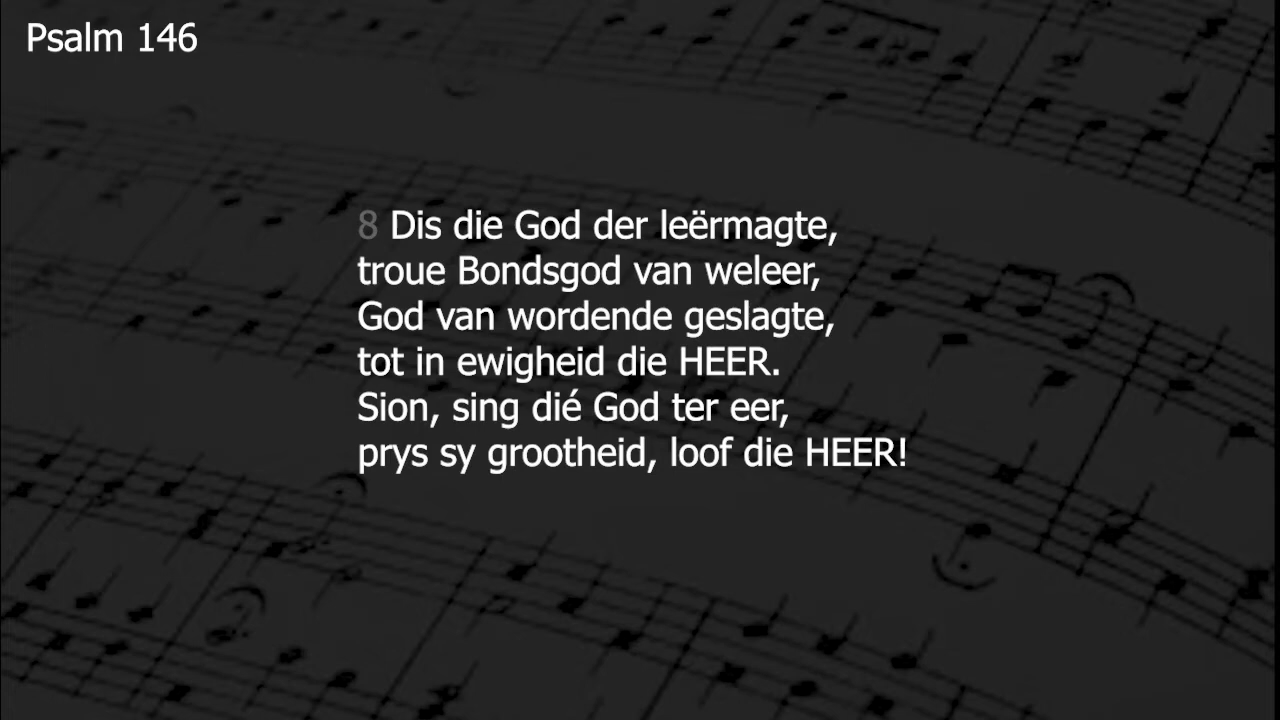 Psalm 146
8 Dis die God der leërmagte,
troue Bondsgod van weleer,
God van wordende geslagte,
tot in ewigheid die HEER.
Sion, sing dié God ter eer,
prys sy grootheid, loof die HEER!